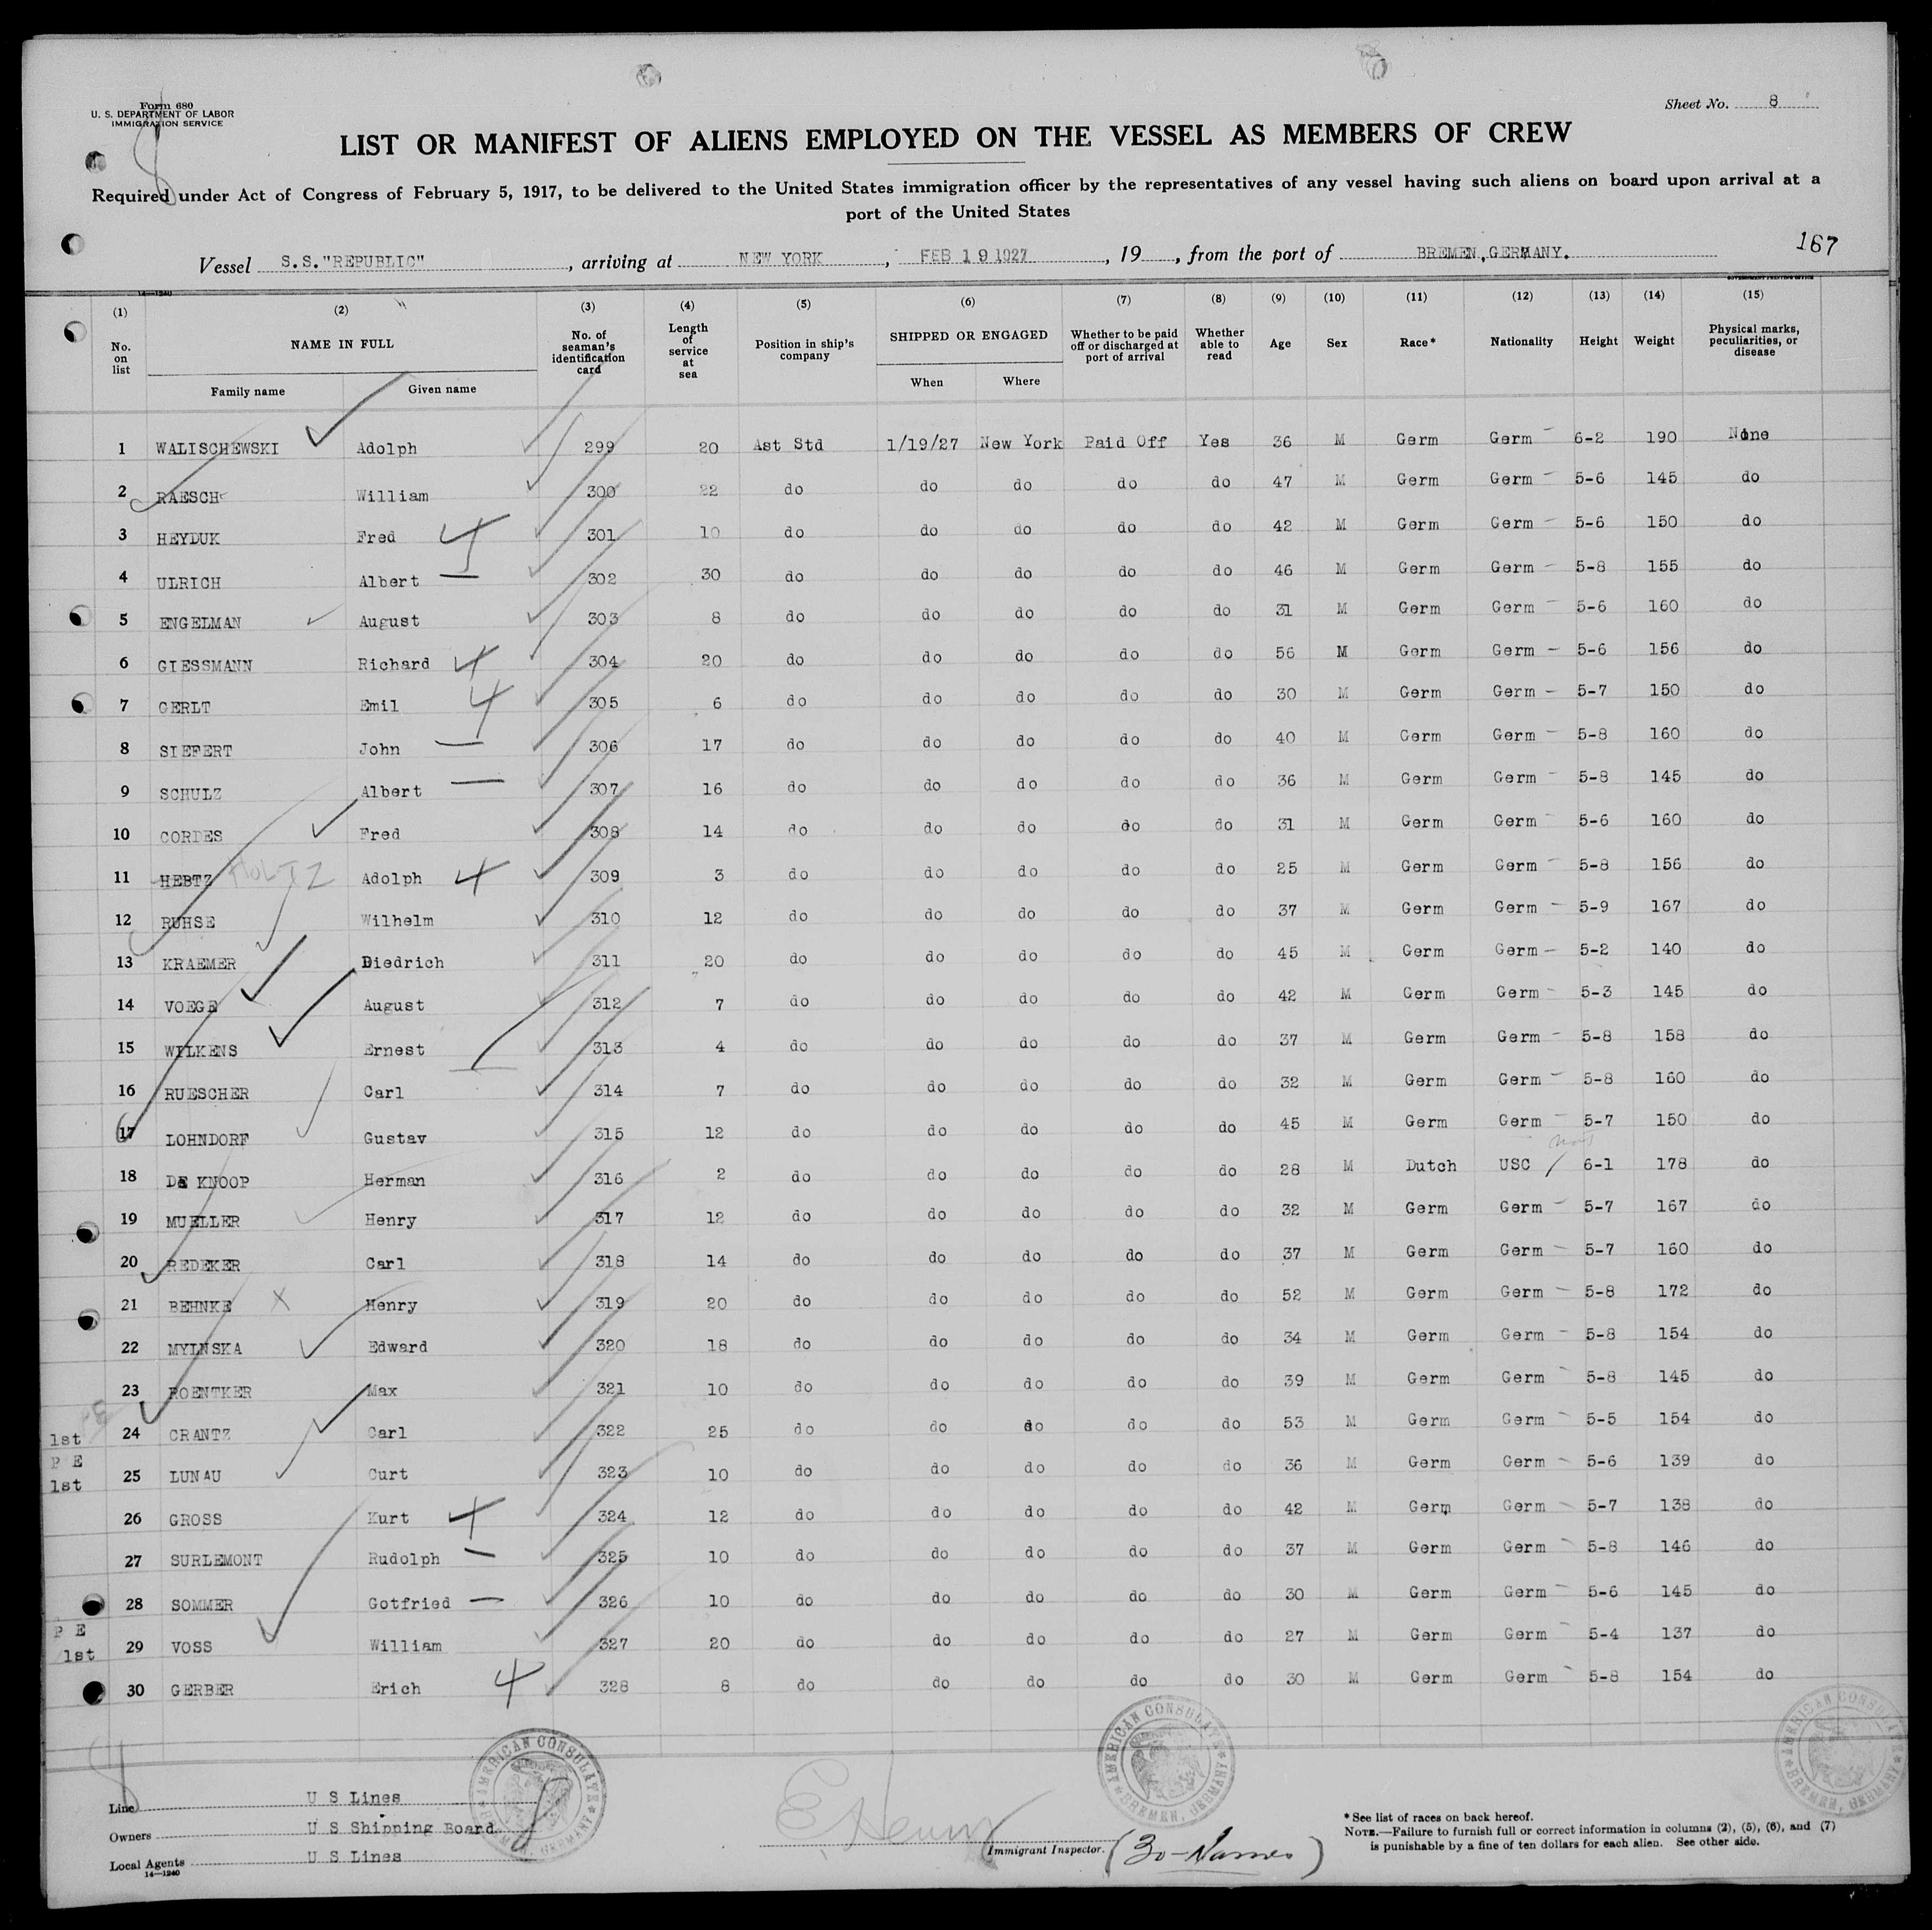 Form 680
U. S. DEPARTMENT OF LABOR
IMMIGRATION SERVICE
Sheet No. 8
LIST OR MANIFEST OF ALIENS EMPLOYED ON THE VESSEL AS MEMBERS OF CREW
Required under Act of Congress of February 5, 1917, to be delivered to the United States immigration officer by the representatives of any vessel having such aliens on board upon arrival at a
port of the United States
167
Vessel S.S."REPUBLIC", arriving at NEW YORK, FEB 19 1927, 19, from the port of BREMEN,GERMANY.
14—1240
GOVERNMENT PRINTING OFFICE
(1) (2) (3) (4) (5) (6) (7) (8) (9) (10) (11) (12) (13) (14) (15)
No. on list NAME IN FULL Family name Given name No. of seaman's identification card Length of service at sea Position in ship's company SHIPPED OR ENGAGED When Where Whether to be paid off or discharged at port of arrival Whether able to read Age Sex Race* Nationality Height Weight Physical marks, peculiarities, or disease
1 WALISCHEWSKI Adolph 299 20 Ast Std 1/19/27 New York Paid Off Yes 36 M Germ Germ 6-2 190 None
2 RAESCH William 300 22 do do do do do 47 M Germ Germ 5-6 145 do
3 HEYDUK Fred 4 301 10 do do do do do 42 M Germ Germ 5-6 150 do
4 ULRICH Albert 302 30 do do do do do 46 M Germ Germ 5-8 155 do
5 ENGELMAN August 303 8 do do do do do 31 M Germ Germ 5-6 160 do
6 GIESSMANN Richard 4 304 20 do do do do do 56 M Germ Germ 5-6 156 do
7 GERLT Emil 4 305 6 do do do do do 30 M Germ Germ 5-7 150 do
8 SIEFERT John 306 17 do do do do do 40 M Germ Germ 5-8 160 do
9 SCHULZ Albert 307 16 do do do do do 36 M Germ Germ 5-8 145 do
10 CORDES Fred 308 14 do do do do do 31 M Germ Germ 5-6 160 do
11 HEBTZ HOLTZ Adolph 4 309 3 do do do do do 25 M Germ Germ 5-8 156 do
12 RUHSE Wilhelm 310 12 do do do do do 37 M Germ Germ 5-9 167 do
13 KRAEMER Diedrich 311 20 do do do do do 45 M Germ Germ 5-2 140 do
14 VOEGE August 312 7 do do do do do 42 M Germ Germ 5-3 145 do
15 WILKENS Ernest 313 4 do do do do do 37 M Germ Germ 5-8 158 do
16 RUESCHER Carl 314 7 do do do do do 32 M Germ Germ 5-8 160 do
17 LOHNDORF Gustav 315 12 do do do do do 45 M Germ Germ 5-7 150 do
18 DE KNOOP Herman 316 2 do do do do do 28 M Dutch USC 6-1 178 do
19 MUELLER Henry 317 12 do do do do do 32 M Germ Germ 5-7 167 do
20 REDEKER Carl 318 14 do do do do do 37 M Germ Germ 5-7 160 do
21 BEHNKE X Henry 319 20 do do do do do 52 M Germ Germ 5-8 172 do
22 MYLNSKA Edward 320 18 do do do do do 34 M Germ Germ 5-8 154 do
23 ROENTKER Max 321 10 do do do do do 39 M Germ Germ 5-8 145 do
1st 24 CRANTZ Carl 322 25 do do do do do 53 M Germ Germ 5-5 154 do
P E
1st 25 LUNAU Curt 323 10 do do do do do 36 M Germ Germ 5-6 139 do
26 GROSS Kurt 4 324 12 do do do do do 42 M Germ Germ 5-7 138 do
27 SURLEMONT Rudolph 325 10 do do do do do 37 M Germ Germ 5-8 146 do
28 SOMMER Gotfried 326 10 do do do do do 30 M Germ Germ 5-6 145 do
P E
1st 29 VOSS William 327 20 do do do do do 27 M Germ Germ 5-4 137 do
30 GERBER Erich 4 328 8 do do do do do 30 M Germ Germ 5-8 154 do
AMERICAN CONSULATE BREMEN, GERMANY
AMERICAN CONSULATE BREMEN, GERMANY
AMERICAN CONSULATE BREMEN, GERMANY
Line U S Lines
Owners U S Shipping Board
Local Agents U S Lines
14—1240
Immigrant Inspector. (30-Names)
* See list of races on back hereof.
NOTE.—Failure to furnish full or correct information in columns (2), (5), (6), and (7)
is punishable by a fine of ten dollars for each alien. See other side.